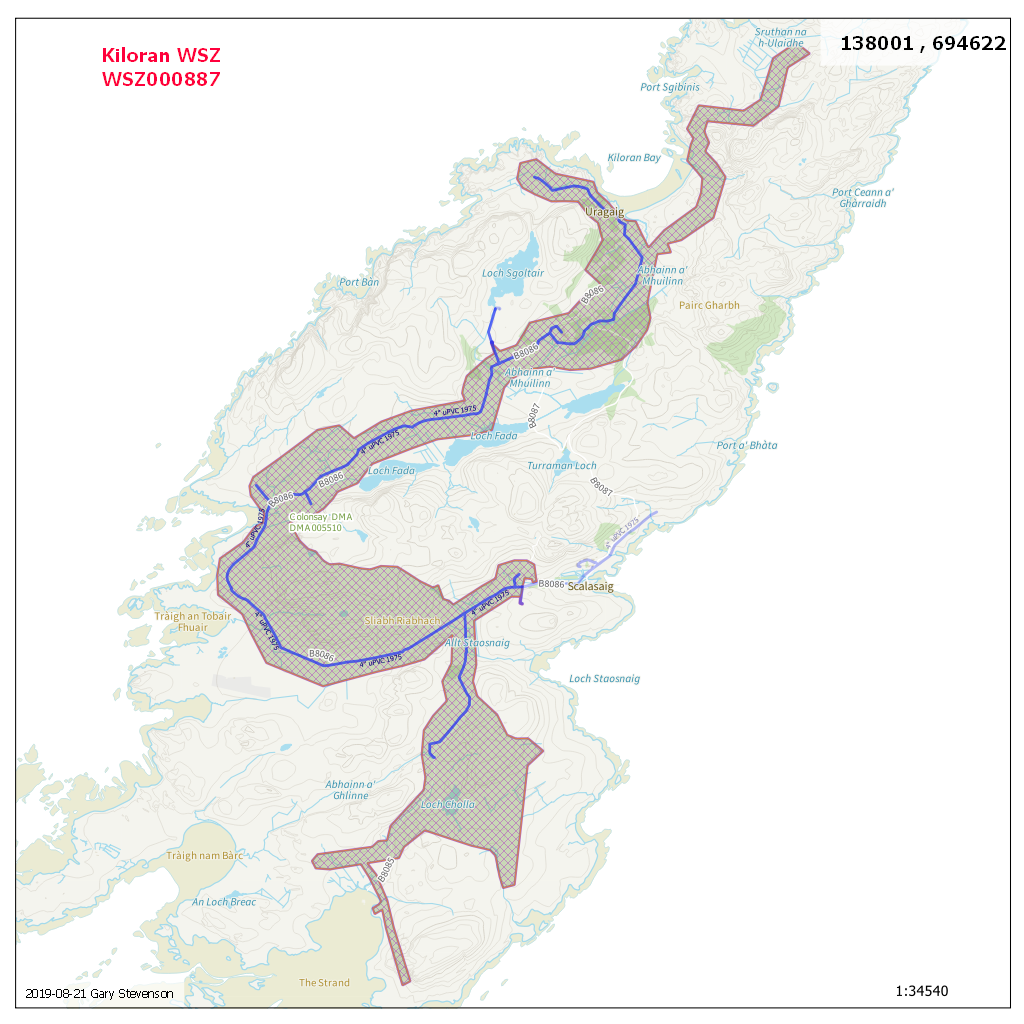 Kiloran WSZ
WSZ000887
138001 , 694622
Sruthan na
h-Ulaidhe
Port Sgibinis
Kiloran Bay
Port Ceann a'
Gharraidh
Uragaig
Abhainn a'
Mhuilinn
Loch Sgoltair
Port Bàn
B8086
Pairc Gharbh
B8086
Abhainn a'
Mhuilinn
4" uPVC 1975
B8087
Loch Fada
4" uPVC 1975
Port a' Bhàta
Loch Fada
Turraman Loch
B8086
B8087
B8086
Colonsay DMA
DMA005510
4" uPVC 1975
4" uPVC 1975
B8086
Scalasaig
4" uPVC 1975
Tràigh an Tobair
Fhuair
Sliabh Riabhach
4" uPVC 1975
Allt Staosnaig
B8086
4" uPVC 1975
Loch Staosnaig
Abhainn a'
Ghlinne
Loch Cholla
Tràigh nam Bàrc
B8085
An Loch Breac
The Strand
2019-08-21 Gary Stevenson
1:34540